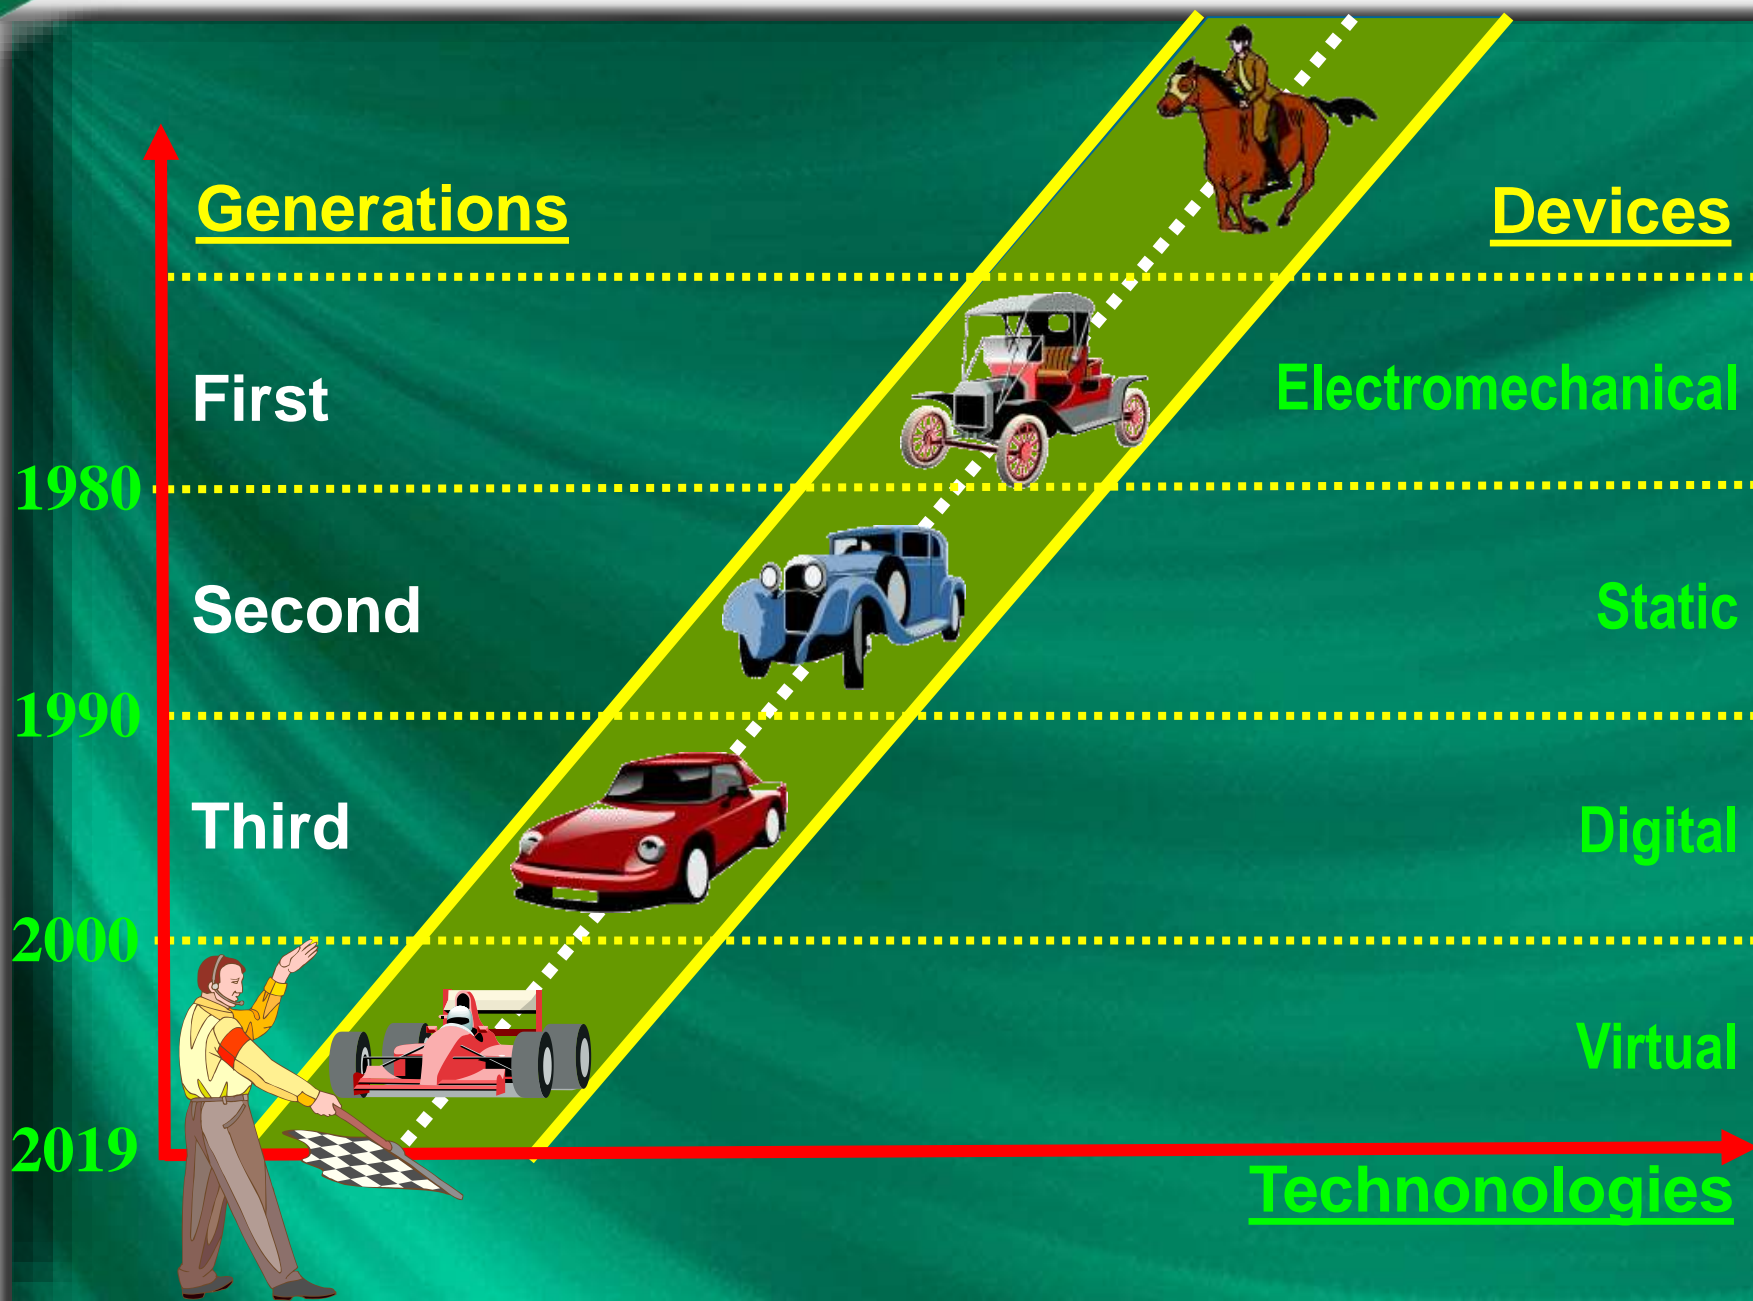 Generations
Devices
First
Electromechanical
1980
Second
Static
1990
Third
Digital
2000
Virtual
2019
Technonologies